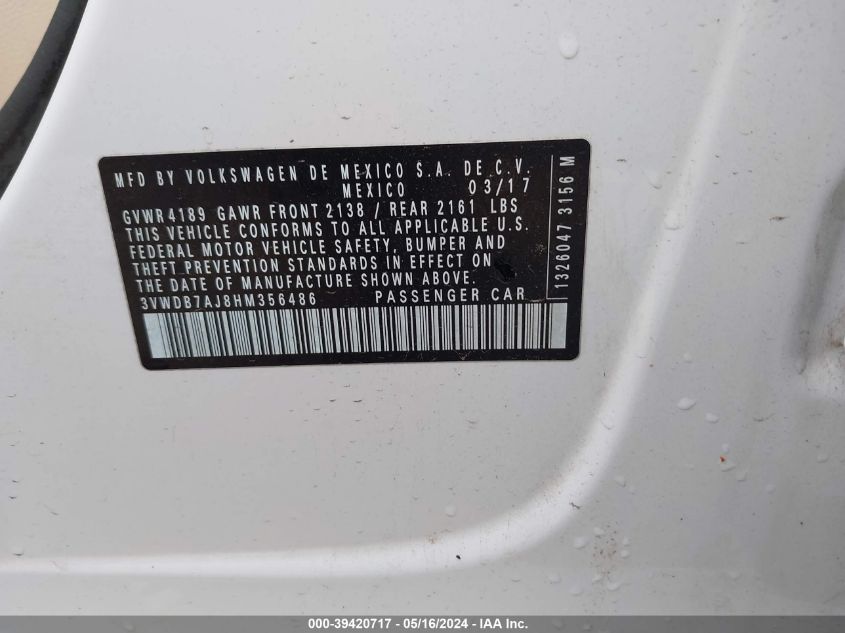 MFD BY VOLKSWAGEN DE MEXICO S.A. DE C.V.
MEXICO 03/17
GVWR4189 GAWR FRONT 2138 / REAR 2161 LBS
THIS VEHICLE CONFORMS TO ALL APPLICABLE U.S.
FEDERAL MOTOR VEHICLE SAFETY, BUMPER AND
THEFT PREVENTION STANDARDS IN EFFECT ON
THE DATE OF MANUFACTURE SHOWN ABOVE.
3VWDB7AJ8HM356486 PASSENGER CAR
1326047 3156 M
000-39420717 - 05/16/2024 - IAA Inc.